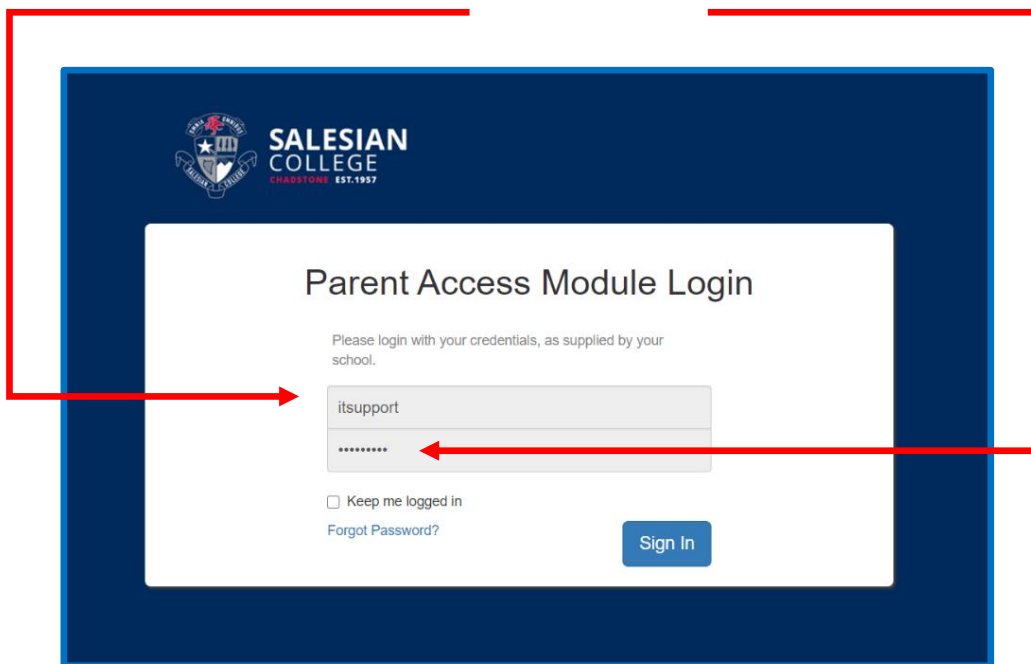 SALESIAN
COLLEGE
CHADSTONE EST.1957
Parent Access Module Login
Please login with your credentials, as supplied by your
school.
itsupport
•••••••••
Keep me logged in
Forgot Password?
Sign In